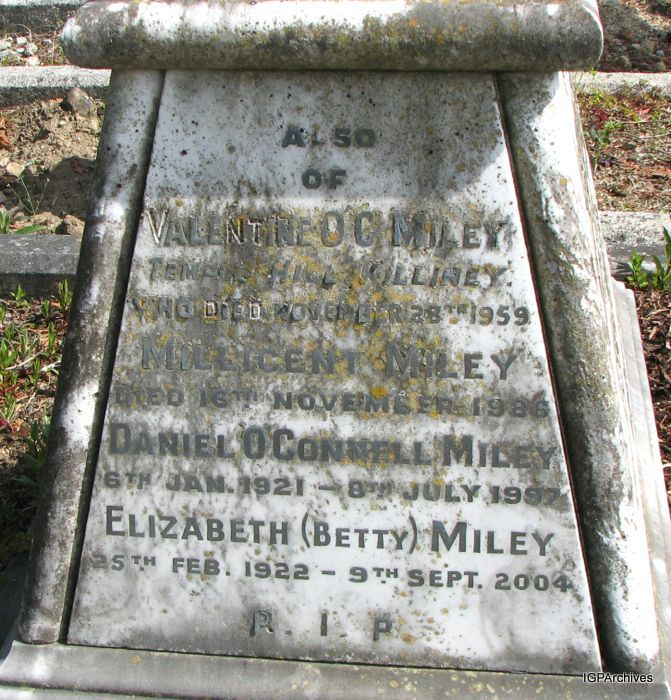 ALSO
OF
VALENTINE O'C. MILEY
TEMPLE HILL KILLINEY.
WHO DIED NOVEMBER 28TH 1959
MILLICENT MILEY
DIED 16TH NOVEMBER 1986
DANIEL O'CONNELL MILEY
6TH JAN. 1921 – 8TH JULY 1997
ELIZABETH (BETTY) MILEY
25TH FEB. 1922 – 9TH SEPT. 2004
R. I. P.
IGPArchives